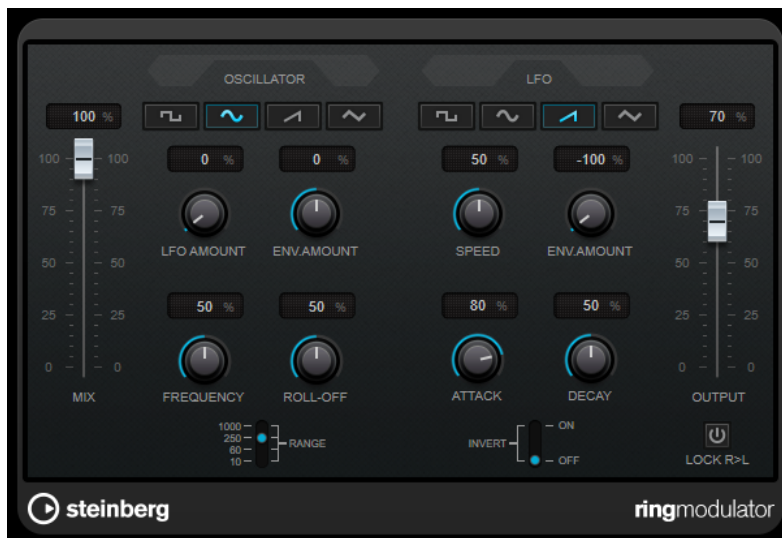 OSCILLATOR LFO
100 % 70 %
0 % 0 % 50 % -100 %
100 100 100 100
75 75 75 75
LFO AMOUNT ENV.AMOUNT SPEED ENV.AMOUNT
50 50 50 50
50 % 50 % 80 % 50 %
25 25 25 25
0 0 0 0
MIX FREQUENCY ROLL-OFF ATTACK DECAY OUTPUT
1000
250
60
10
RANGE
INVERT
ON
OFF
LOCK R>L
steinberg ringmodulator